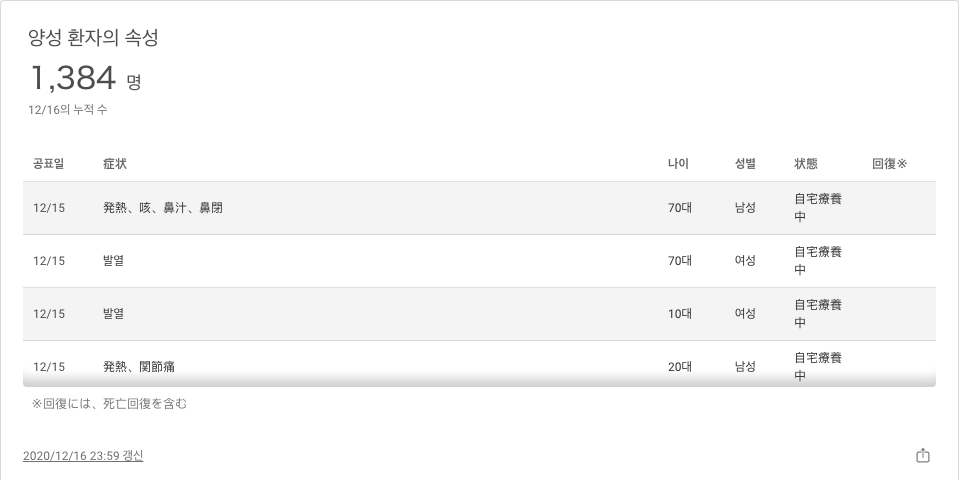 양성 환자의 속성
1,384 명
12/16의 누적 수
공표일 症状 나이 성별 状態 回復※
12/15 発熱、咳、鼻汁、鼻閉 70대 남성 自宅療養
中
12/15 발열 70대 여성 自宅療養
中
12/15 발열 10대 여성 自宅療養
中
12/15 発熱、関節痛 20대 남성 自宅療養
中
※回復には、死亡回復を含む
2020/12/16 23:59 갱신